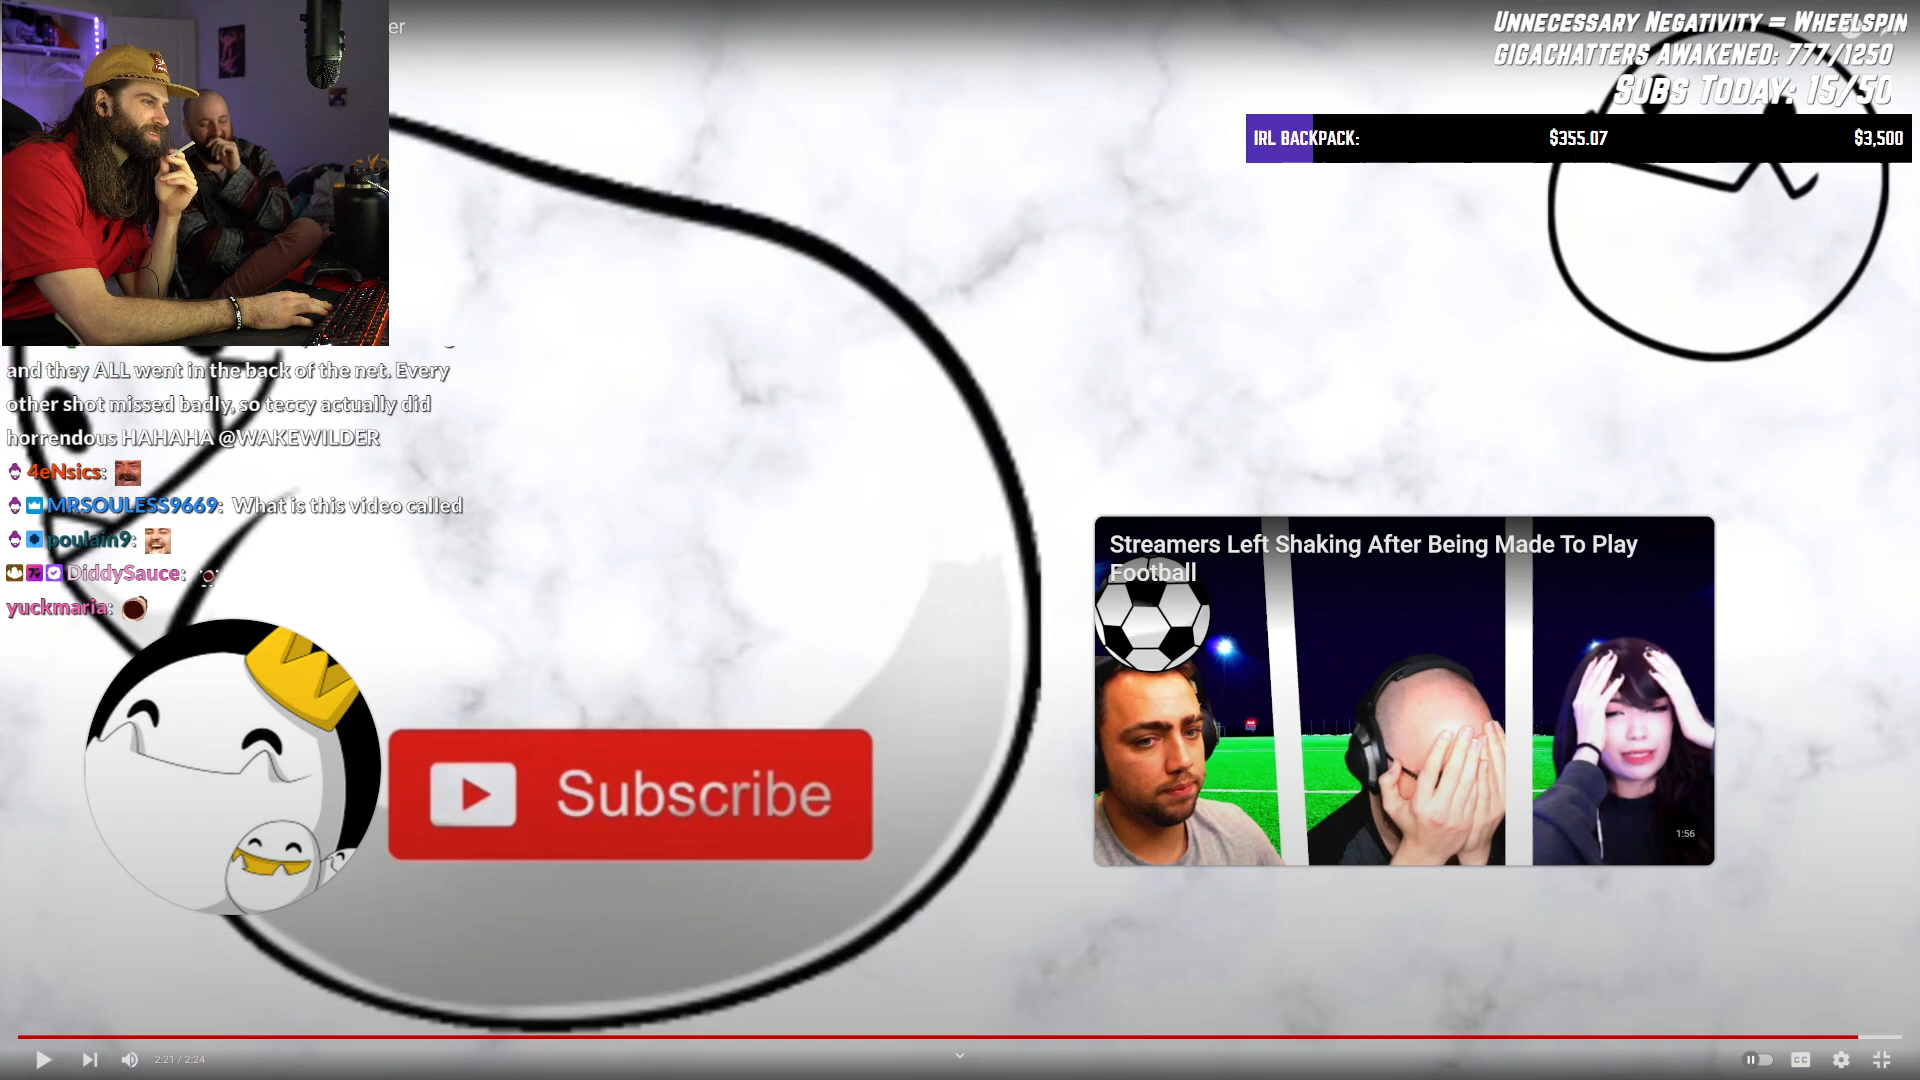 er
Unnecessary Negativity = Wheelspin
GIGACHATTERS AWAKENED: 777/1250
Subs Today: 15/50
IRL BACKPACK: $355.07 $3,500
and they ALL went in the back of the net. Every
other shot missed badly, so teccy actually did
horrendous HAHAHA @WAKEWILDER
4eNsics:
MRSOULESS9669: What is this video called
poulain9:
DiddySauce:
yuckmaria:
Streamers Left Shaking After Being Made To Play
Football
1:56
Subscribe
2:21 / 2:24
CC